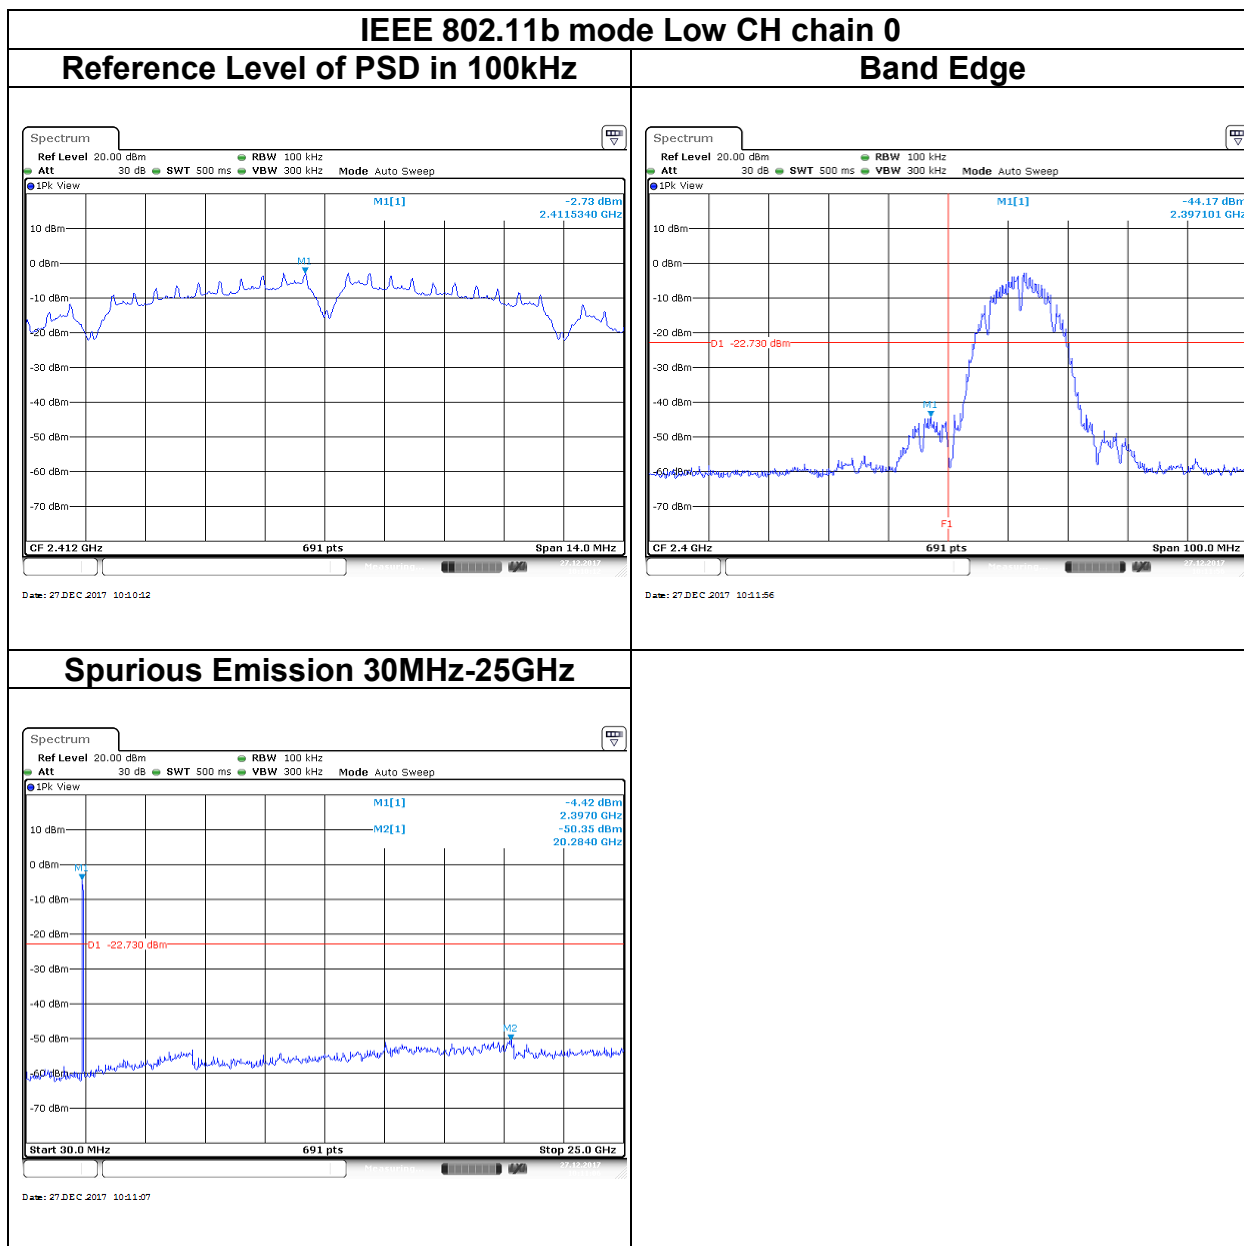 IEEE 802.11b mode Low CH chain 0
Reference Level of PSD in 100kHz
Band Edge
Spectrum
Ref Level 20.00 dBm RBW 100 kHz
Att 30 dB SWT 500 ms VBW 300 kHz Mode Auto Sweep
1Pk View
M1[1] -2.73 dBm
2.4115340 GHz
10 dBm
0 dBm
M1
-10 dBm
-20 dBm
-30 dBm
-40 dBm
-50 dBm
-60 dBm
-70 dBm
CF 2.412 GHz 691 pts Span 14.0 MHz
Measuring... 27.12.2017
Date: 27.DEC.2017 10:10:12
Spectrum
Ref Level 20.00 dBm RBW 100 kHz
Att 30 dB SWT 500 ms VBW 300 kHz Mode Auto Sweep
1Pk View
M1[1] -44.17 dBm
2.397101 GHz
10 dBm
0 dBm
-10 dBm
-20 dBm
D1 -22.730 dBm
-30 dBm
-40 dBm
M1
-50 dBm
-60 dBm
-70 dBm
F1
CF 2.4 GHz 691 pts Span 100.0 MHz
Measuring... 27.12.2017
Date: 27.DEC.2017 10:11:56
Spurious Emission 30MHz-25GHz
Spectrum
Ref Level 20.00 dBm RBW 100 kHz
Att 30 dB SWT 500 ms VBW 300 kHz Mode Auto Sweep
1Pk View
M1[1] -4.42 dBm
2.3970 GHz
10 dBm M2[1] -50.35 dBm
20.2840 GHz
0 dBm
M1
-10 dBm
-20 dBm
D1 -22.730 dBm
-30 dBm
-40 dBm
-50 dBm
M2
-60 dBm
-70 dBm
Start 30.0 MHz 691 pts Stop 25.0 GHz
Measuring... 27.12.2017
Date: 27.DEC.2017 10:11:07